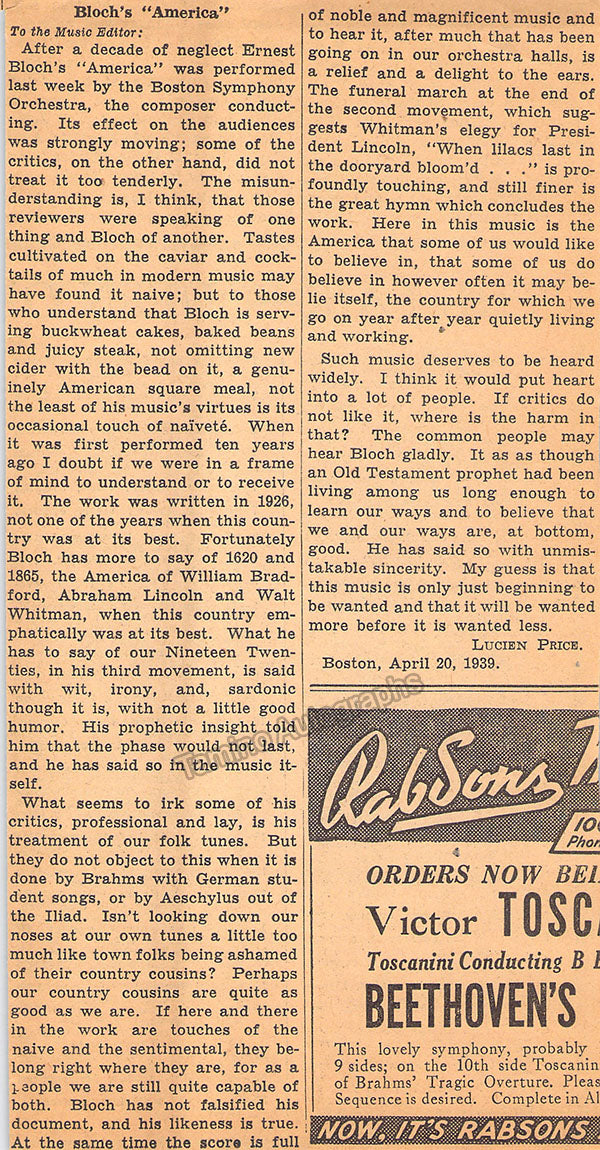 Bloch's "America"
To the Music Editor:
After a decade of neglect Ernest
Bloch's "America" was performed
last week by the Boston Symphony
Orchestra, the composer conduct-
ing. Its effect on the audiences
was strongly moving; some of the
critics, on the other hand, did not
treat it too tenderly. The misun-
derstanding is, I think, that those
reviewers were speaking of one
thing and Bloch of another. Tastes
cultivated on the caviar and cock-
tails of much in modern music may
have found it naive; but to those
who understand that Bloch is serv-
ing buckwheat cakes, baked beans
and juicy steak, not omitting new
cider with the bead on it, a genu-
inely American square meal, not
the least of his music's virtues is its
occasional touch of naïveté. When
it was first performed ten years
ago I doubt if we were in a frame
of mind to understand or to receive
it. The work was written in 1926,
not one of the years when this coun-
try was at its best. Fortunately
Bloch has more to say of 1620 and
1865, the America of William Brad-
ford, Abraham Lincoln and Walt
Whitman, when this country em-
phatically was at its best. What he
has to say of our Nineteen Twen-
ties, in his third movement, is said
with wit, irony, and, sardonic
though it is, with not a little good
humor. His prophetic insight told
him that the phase would not last,
and he has said so in the music it-
self.
What seems to irk some of his
critics, professional and lay, is his
treatment of our folk tunes. But
they do not object to this when it is
done by Brahms with German stu-
dent songs, or by Aeschylus out of
the Iliad. Isn't looking down our
noses at our own tunes a little too
much like town folks being ashamed
of their country cousins? Perhaps
our country cousins are quite as
good as we are. If here and there
in the work are touches of the
naive and the sentimental, they be-
long right where they are, for as a
people we are still quite capable of
both. Bloch has not falsified his
document, and his likeness is true.
At the same time the score is full
of noble and magnificent music and
to hear it, after much that has been
going on in our orchestra halls, is
a relief and a delight to the ears.
The funeral march at the end of
the second movement, which sug-
gests Whitman's elegy for Presi-
dent Lincoln, "When lilacs last in
the dooryard bloom'd . . ." is pro-
foundly touching, and still finer is
the great hymn which concludes the
work. Here in this music is the
America that some of us would like
to believe in, that some of us do
believe in however often it may be-
lie itself, the country for which we
go on year after year quietly living
and working.
Such music deserves to be heard
widely. I think it would put heart
into a lot of people. If critics do
not like it, where is the harm in
that? The common people may
hear Bloch gladly. It as as though
an Old Testament prophet had been
living among us long enough to
learn our ways and to believe that
we and our ways are, at bottom,
good. He has said so with unmis-
takable sincerity. My guess is that
this music is only just beginning to
be wanted and that it will be wanted
more before it is wanted less.
LUCIEN PRICE.
Boston, April 20, 1939.
Tamino Autographs
RabSons
Phon
ORDERS NOW BEI
Victor TOSC
Toscanini Conducting B B
BEETHOVEN'S
This lovely symphony, probably
9 sides; on the 10th side Toscanin
of Brahms' Tragic Overture. Pleas
Sequence is desired. Complete in Al
NOW, IT'S RABSONS